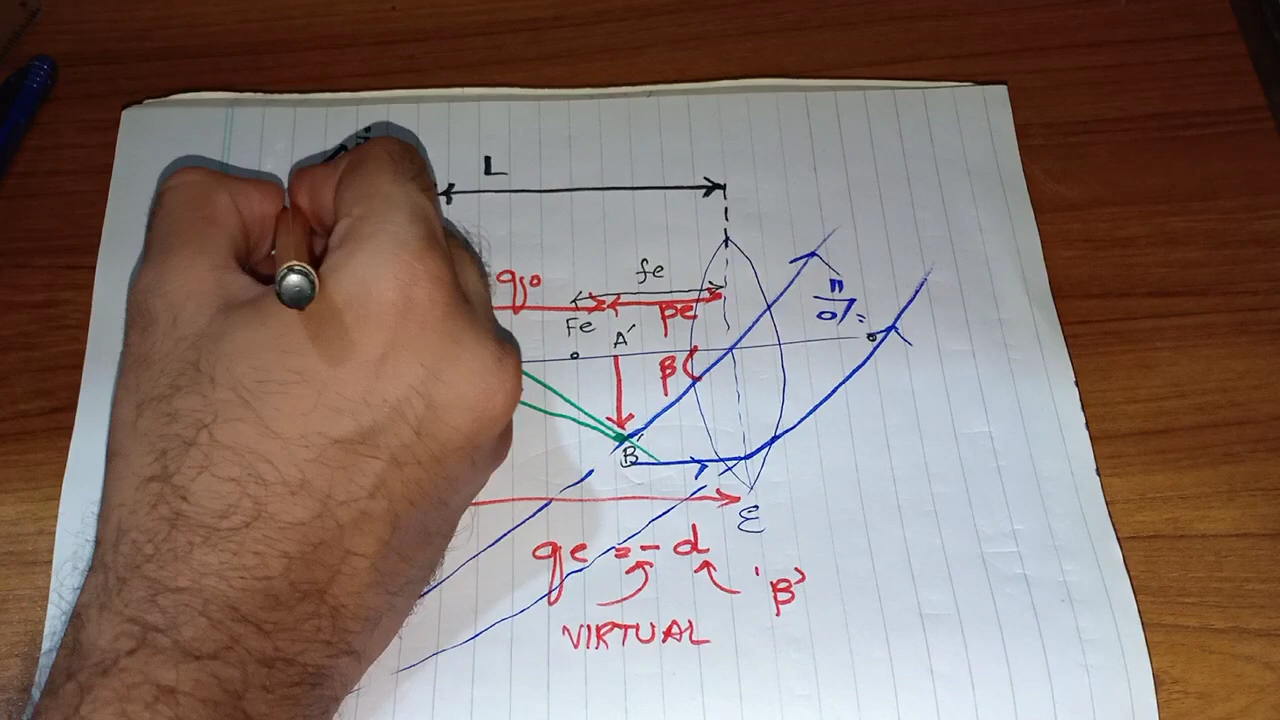 L
qo
fe
Fe
pe
A'
β
B'
ε
qe = - d
'β'
VIRTUAL